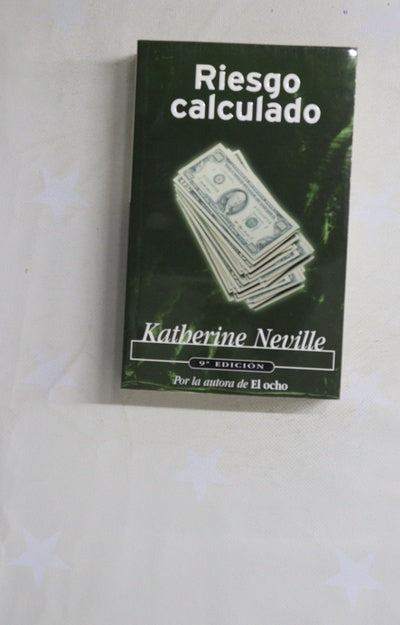 Riesgo
calculado
Katherine Neville
9ª EDICIÓN
Por la autora de El ocho